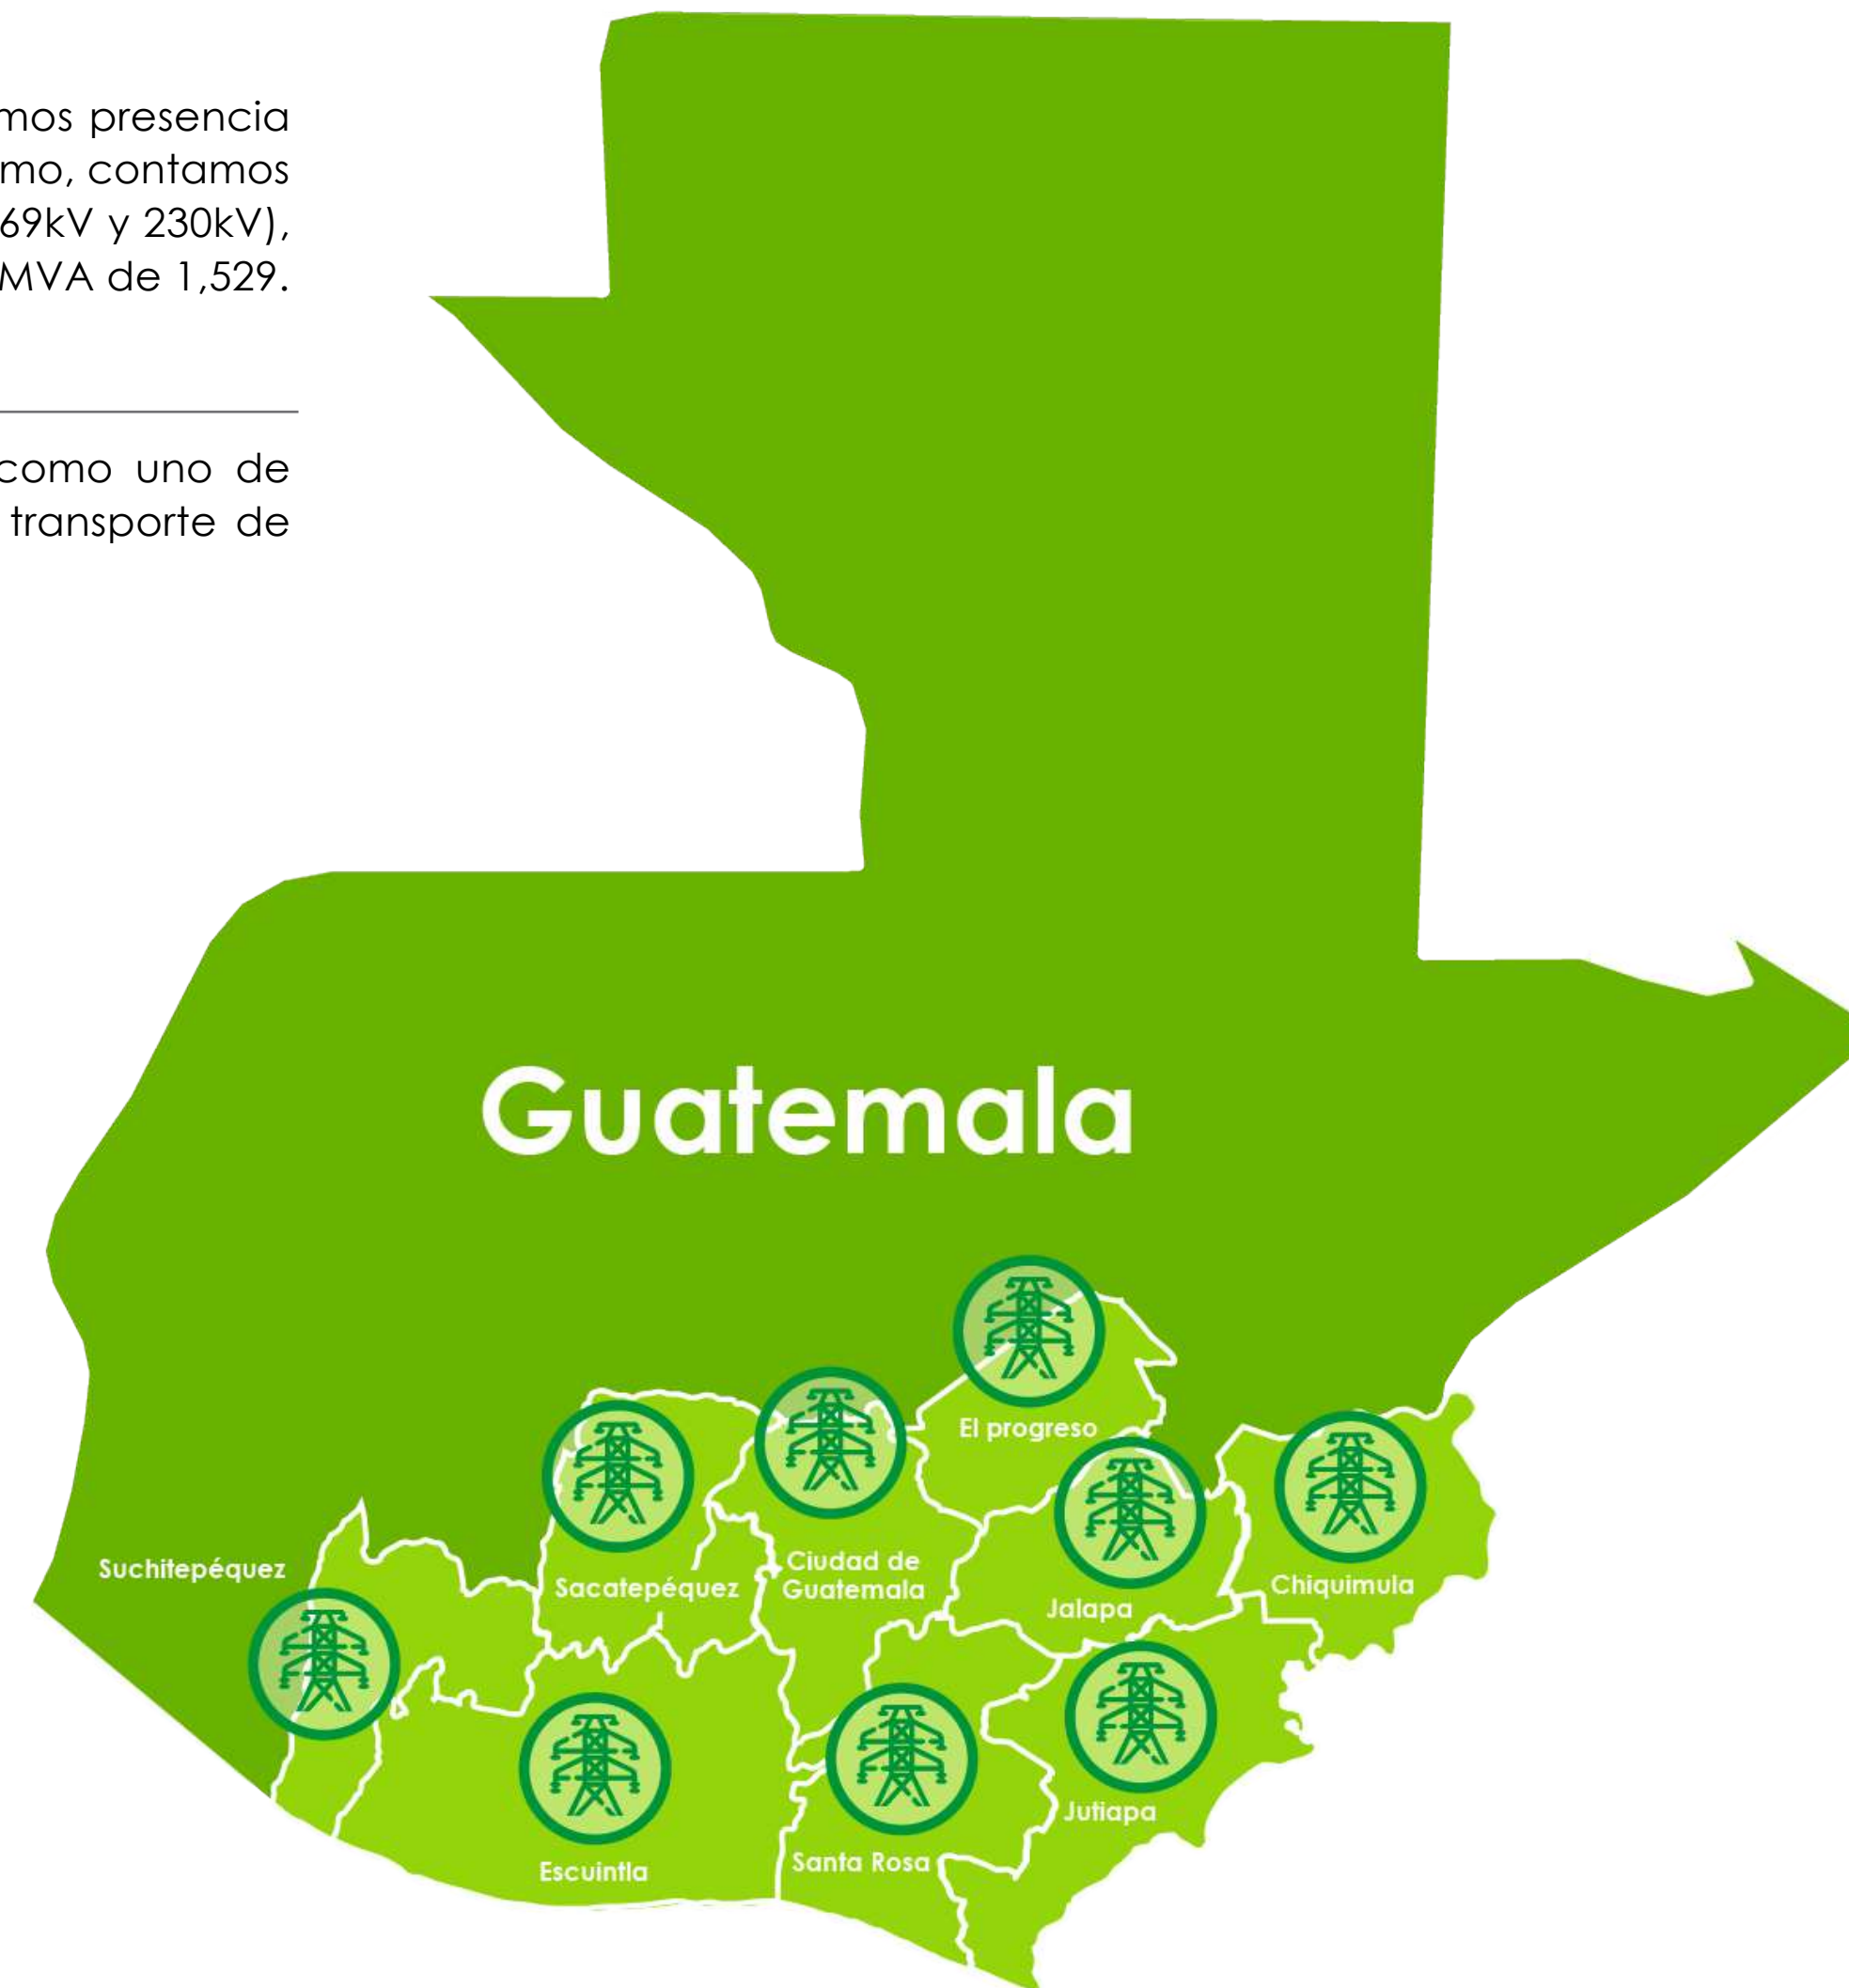 mos presencia
mo, contamos
69kV y 230kV),
MVA de 1,529.
como uno de
transporte de
Guatemala
El progreso
Suchitepéquez
Sacatepéquez
Ciudad de
Guatemala
Chiquimula
Jalapa
Jutiapa
Santa Rosa
Escuintla